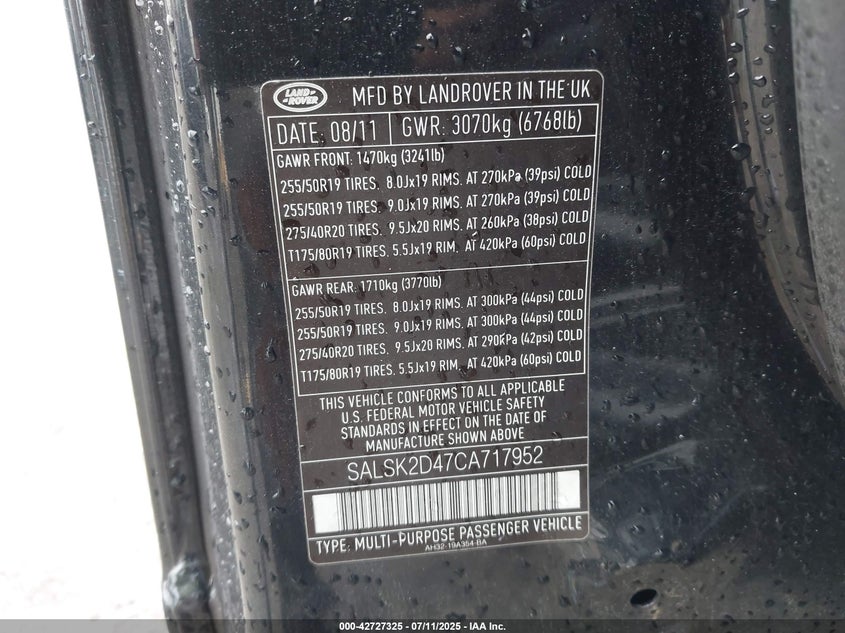 LAND
ROVER
MFD BY LANDROVER IN THE UK
DATE: 08/11 GWR: 3070kg (6768lb)
GAWR FRONT: 1470kg (3241lb)
255/50R19 TIRES, 8.0Jx19 RIMS. AT 270kPa (39psi) COLD
255/50R19 TIRES, 9.0Jx19 RIMS. AT 270kPa (39psi) COLD
275/40R20 TIRES, 9.5Jx20 RIMS. AT 260kPa (38psi) COLD
T175/80R19 TIRES, 5.5Jx19 RIM. AT 420kPa (60psi) COLD
GAWR REAR: 1710kg (3770lb)
255/50R19 TIRES, 8.0Jx19 RIMS. AT 300kPa (44psi) COLD
255/50R19 TIRES, 9.0Jx19 RIMS. AT 300kPa (44psi) COLD
275/40R20 TIRES, 9.5Jx20 RIMS. AT 290kPa (42psi) COLD
T175/80R19 TIRES, 5.5Jx19 RIM. AT 420kPa (60psi) COLD
THIS VEHICLE CONFORMS TO ALL APPLICABLE
U.S. FEDERAL MOTOR VEHICLE SAFETY
STANDARDS IN EFFECT ON THE DATE OF
MANUFACTURE SHOWN ABOVE
SALSK2D47CA717952
TYPE: MULTI-PURPOSE PASSENGER VEHICLE
AH32-19A354-BA
000-42727325 - 07/11/2025 - IAA Inc.